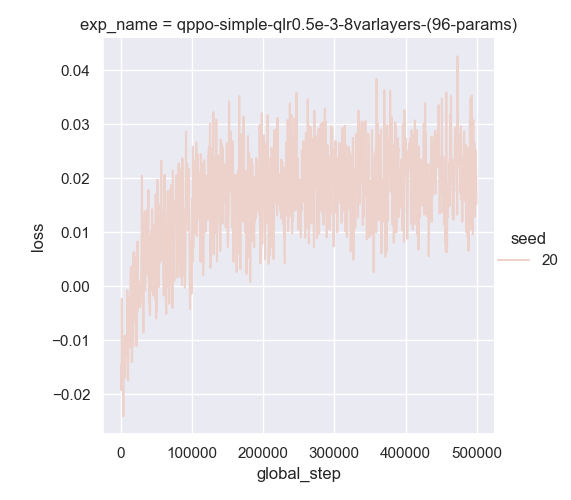 exp_name = qppo-simple-qlr0.5e-3-8varlayers-(96-params)
0.04
0.03
0.02
0.01
0.00
−0.01
−0.02
loss
0 100000 200000 300000 400000 500000
global_step
seed
20